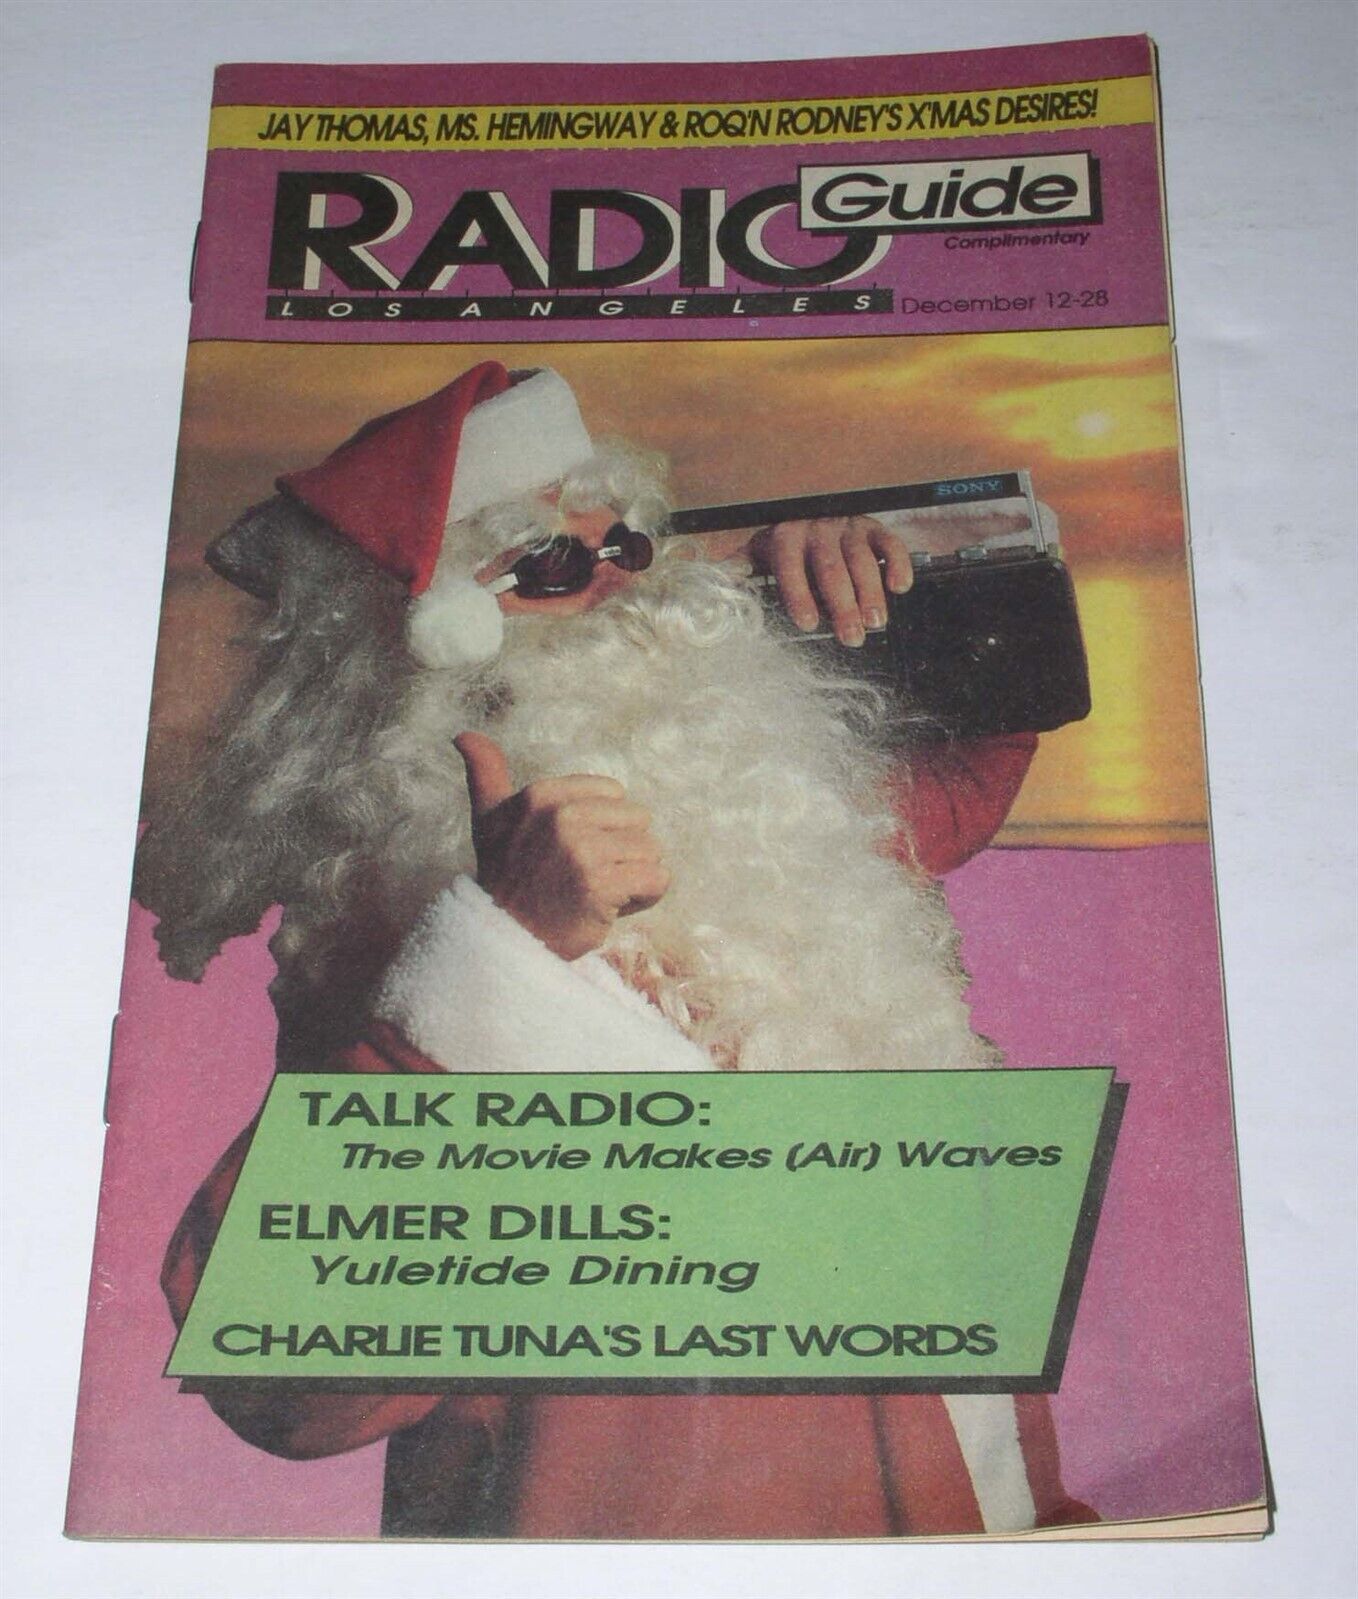 JAY THOMAS, MS. HEMINGWAY & ROQ'N RODNEY'S X'MAS DESIRES!
RADIO Guide
Complimentary
LOS ANGELES December 12-28
SONY
TALK RADIO:
The Movie Makes (Air) Waves
ELMER DILLS:
Yuletide Dining
CHARLIE TUNA'S LAST WORDS